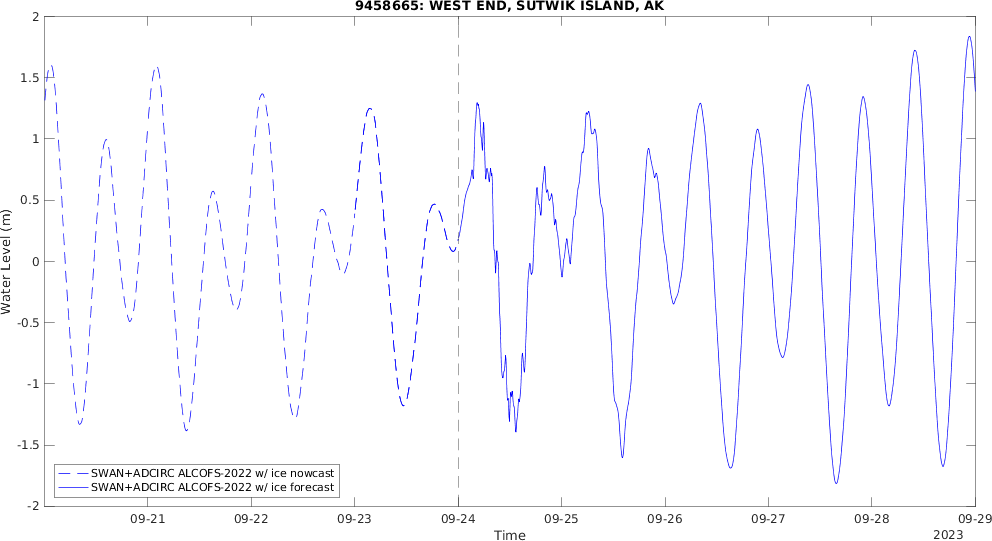 9458665: WEST END, SUTWIK ISLAND, AK
Water Level (m)
2
1.5
1
0.5
0
-0.5
-1
-1.5
-2
SWAN+ADCIRC ALCOFS-2022 w/ ice nowcast
SWAN+ADCIRC ALCOFS-2022 w/ ice forecast
09-21 09-22 09-23 09-24 09-25 09-26 09-27 09-28 09-29
Time
2023